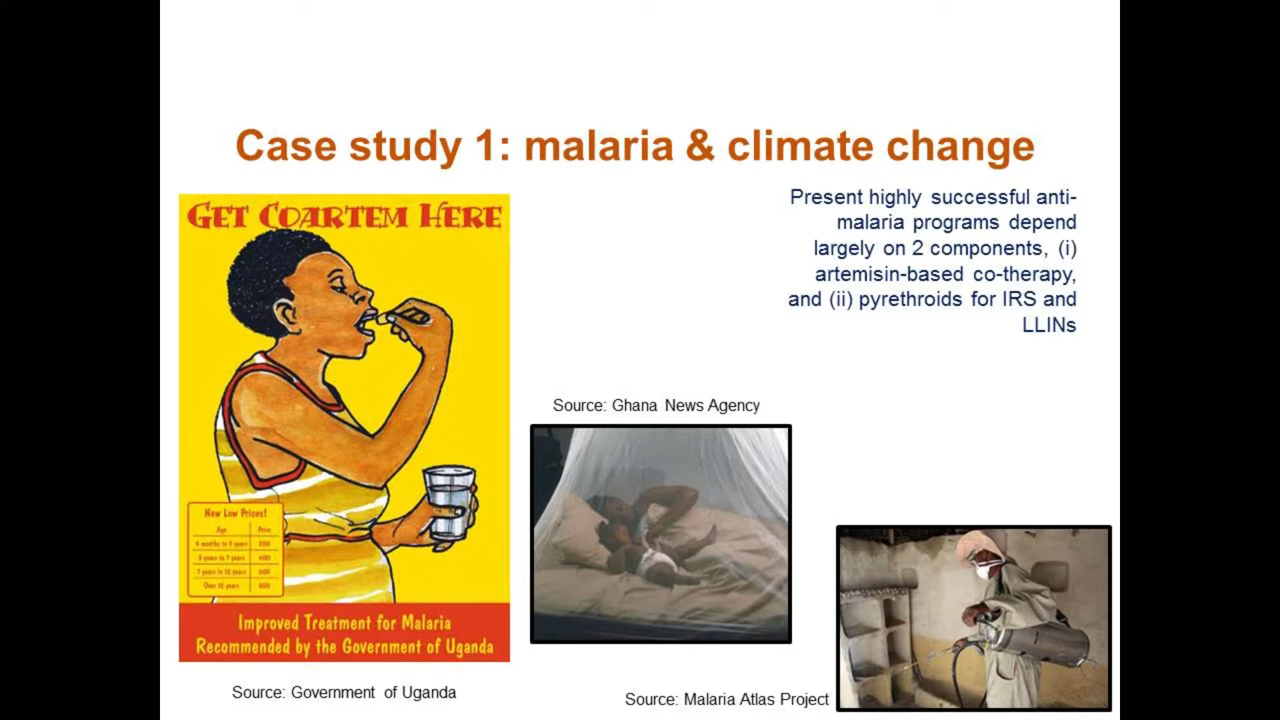 Case study 1: malaria & climate change
GET COARTEM HERE
New Low Prices!
Age Price
4 months to 3 years 200
3 years to 7 years 400
7 years to 12 years 600
Over 12 years 800
Improved Treatment for Malaria
Recommended by the Government of Uganda
Source: Government of Uganda
Present highly successful anti-
malaria programs depend
largely on 2 components, (i)
artemisin-based co-therapy,
and (ii) pyrethroids for IRS and
LLINs
Source: Ghana News Agency
Source: Malaria Atlas Project